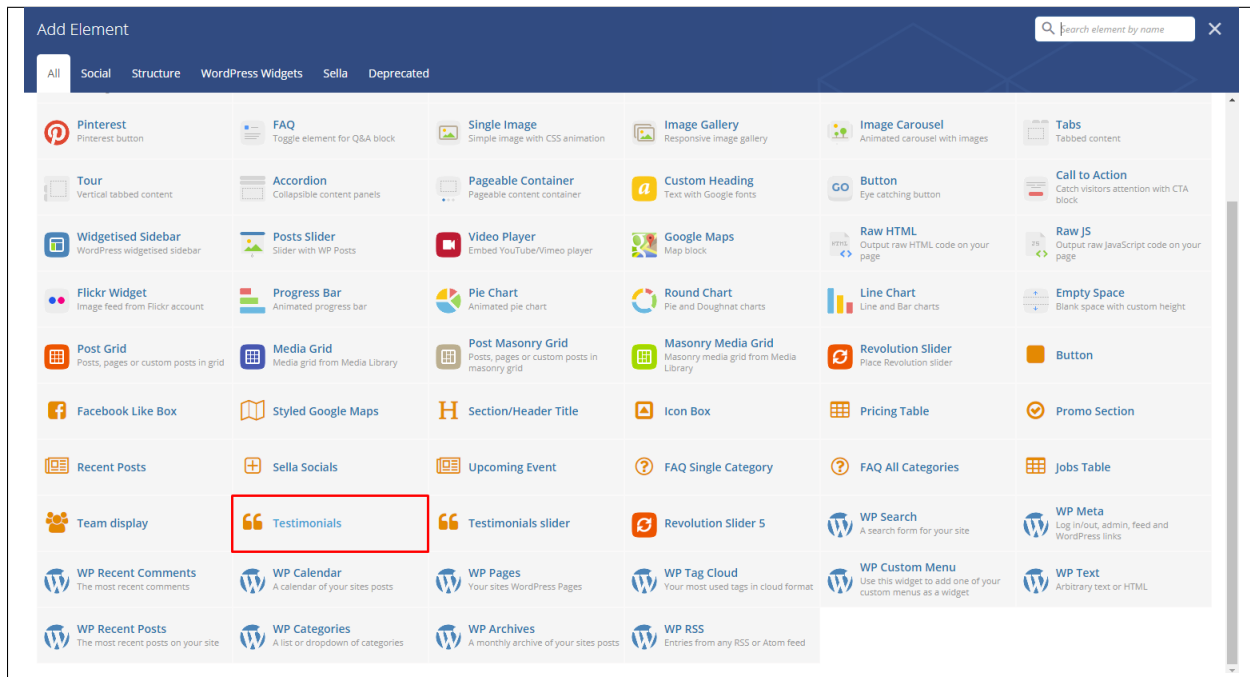 Add Element
Search element by name
All Social Structure WordPress Widgets Sella Deprecated
Pinterest
Pinterest button
FAQ
Toggle element for Q&A block
Single Image
Simple image with CSS animation
Image Gallery
Responsive image gallery
Image Carousel
Animated carousel with images
Tabs
Tabbed content
Tour
Vertical tabbed content
Accordion
Collapsible content panels
Pageable Container
Pageable content container
a
Custom Heading
Text with Google fonts
GO
Button
Eye catching button
Call to Action
Catch visitors attention with CTA
block
Widgetised Sidebar
WordPress widgetised sidebar
Posts Slider
Slider with WP Posts
Video Player
Embed YouTube/Vimeo player
Google Maps
Map block
HTML
Raw HTML
Output raw HTML code on your
page
Raw JS
Output raw JavaScript code on your
page
Flickr Widget
Image feed from Flickr account
Progress Bar
Animated progress bar
Pie Chart
Animated pie chart
Round Chart
Pie and Doughnat charts
Line Chart
Line and Bar charts
Empty Space
Blank space with custom height
Post Grid
Posts, pages or custom posts in grid
Media Grid
Media grid from Media Library
Post Masonry Grid
Posts, pages or custom posts in
masonry grid
Masonry Media Grid
Masonry media grid from Media
Library
Revolution Slider
Place Revolution slider
Button
Facebook Like Box
Styled Google Maps
H
Section/Header Title
Icon Box
Pricing Table
Promo Section
Recent Posts
Sella Socials
Upcoming Event
FAQ Single Category
FAQ All Categories
Jobs Table
Team display
Testimonials
Testimonials slider
Revolution Slider 5
WP Search
A search form for your site
WP Meta
Log in/out, admin, feed and
WordPress links
WP Recent Comments
The most recent comments
WP Calendar
A calendar of your sites posts
WP Pages
Your sites WordPress Pages
WP Tag Cloud
Your most used tags in cloud format
WP Custom Menu
Use this widget to add one of your
custom menus as a widget
WP Text
Arbitrary text or HTML
WP Recent Posts
The most recent posts on your site
WP Categories
A list or dropdown of categories
WP Archives
A monthly archive of your sites posts
WP RSS
Entries from any RSS or Atom feed